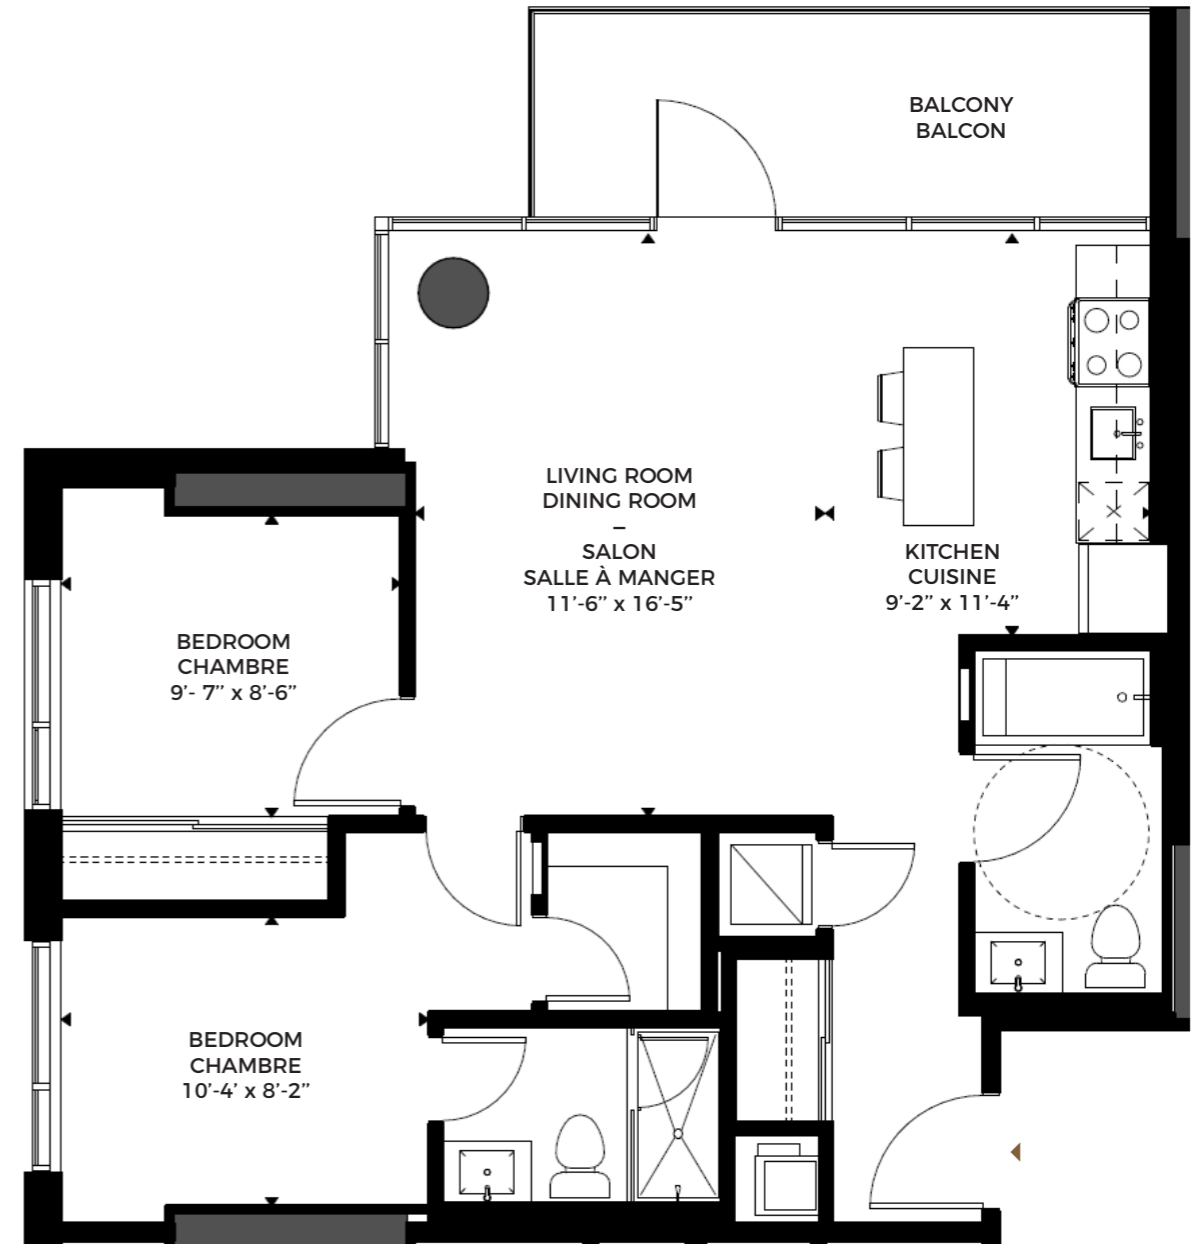 BALCONY
BALCON
LIVING ROOM
DINING ROOM
–
SALON
SALLE À MANGER
11'-6” x 16'-5”
KITCHEN
CUISINE
9'-2” x 11'-4”
BEDROOM
CHAMBRE
9'- 7” x 8'-6”
BEDROOM
CHAMBRE
10'-4' x 8'-2”